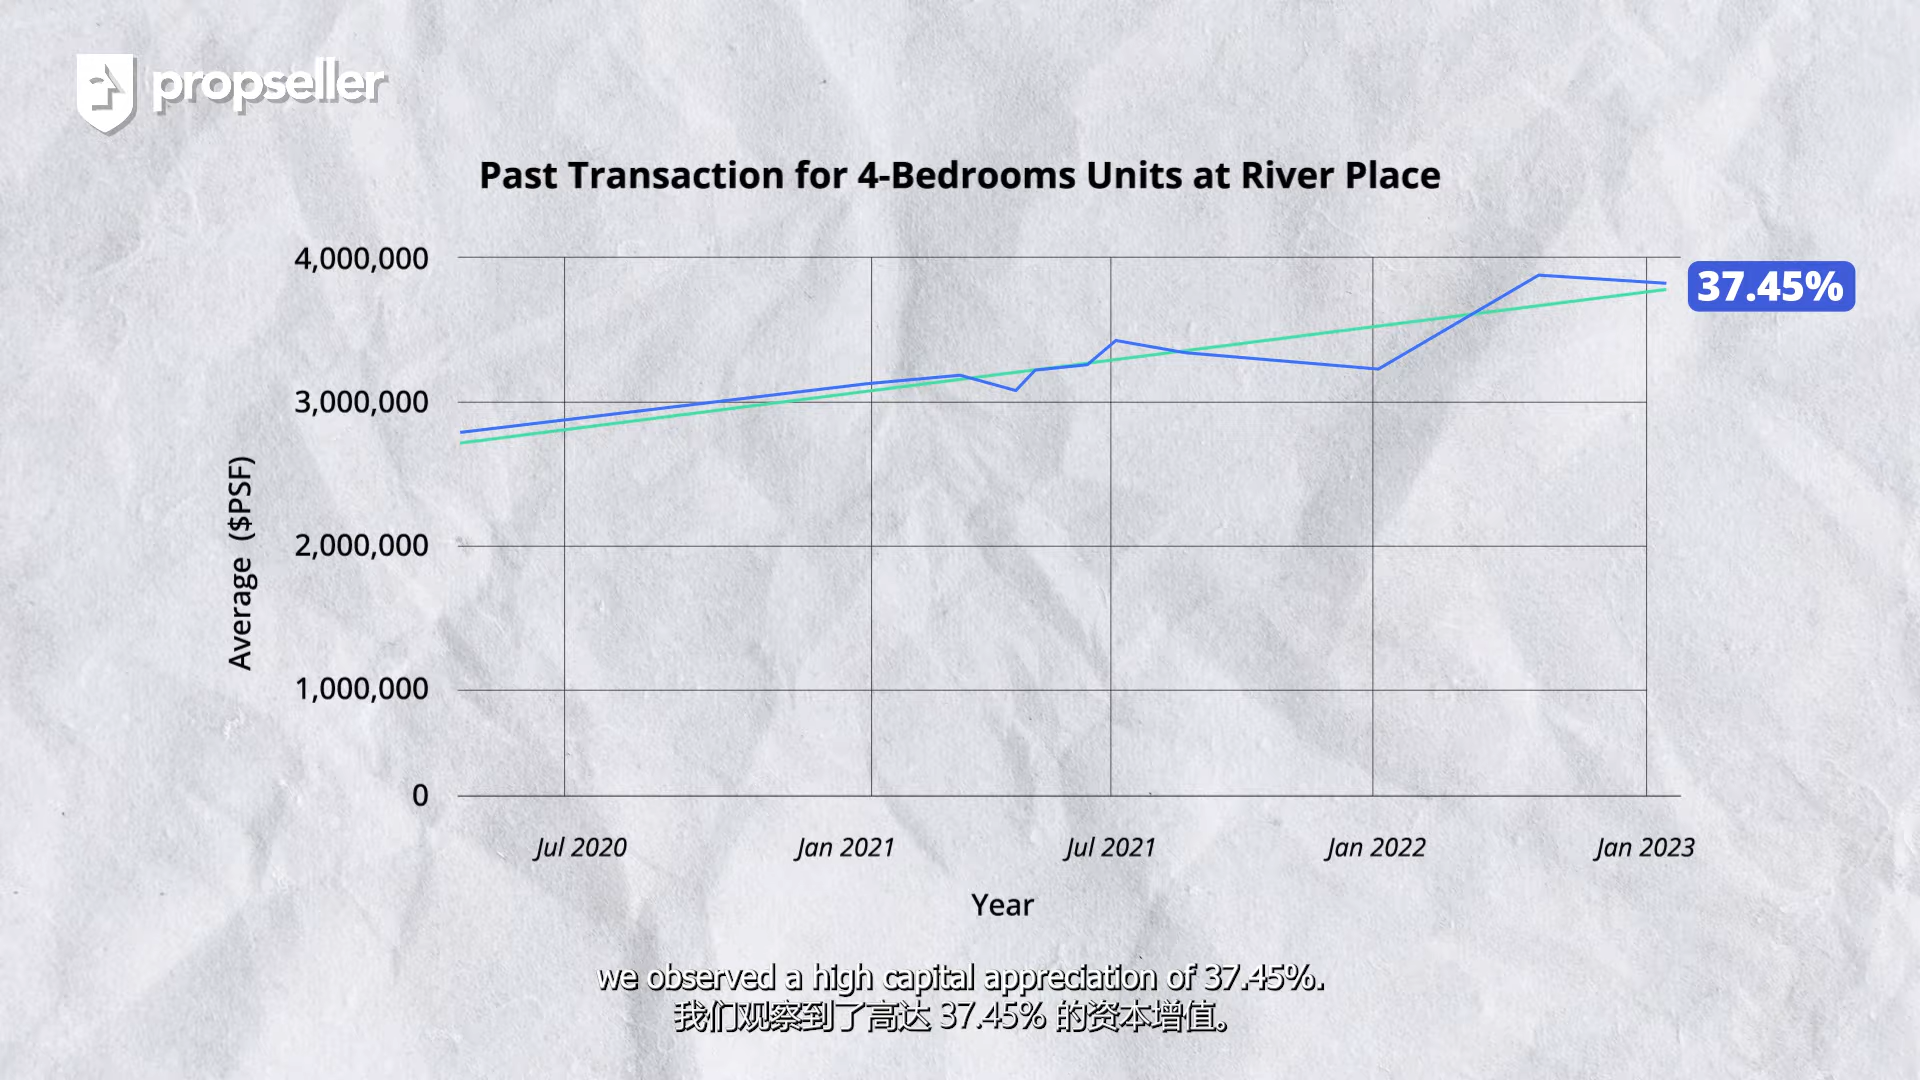 propseller
Past Transaction for 4-Bedrooms Units at River Place
4,000,000
37.45%
3,000,000
2,000,000
1,000,000
0
Average ($PSF)
Jul 2020 Jan 2021 Jul 2021 Jan 2022 Jan 2023
Year
we observed a high capital appreciation of 37.45%.
我们观察到了高达 37.45% 的资本增值。